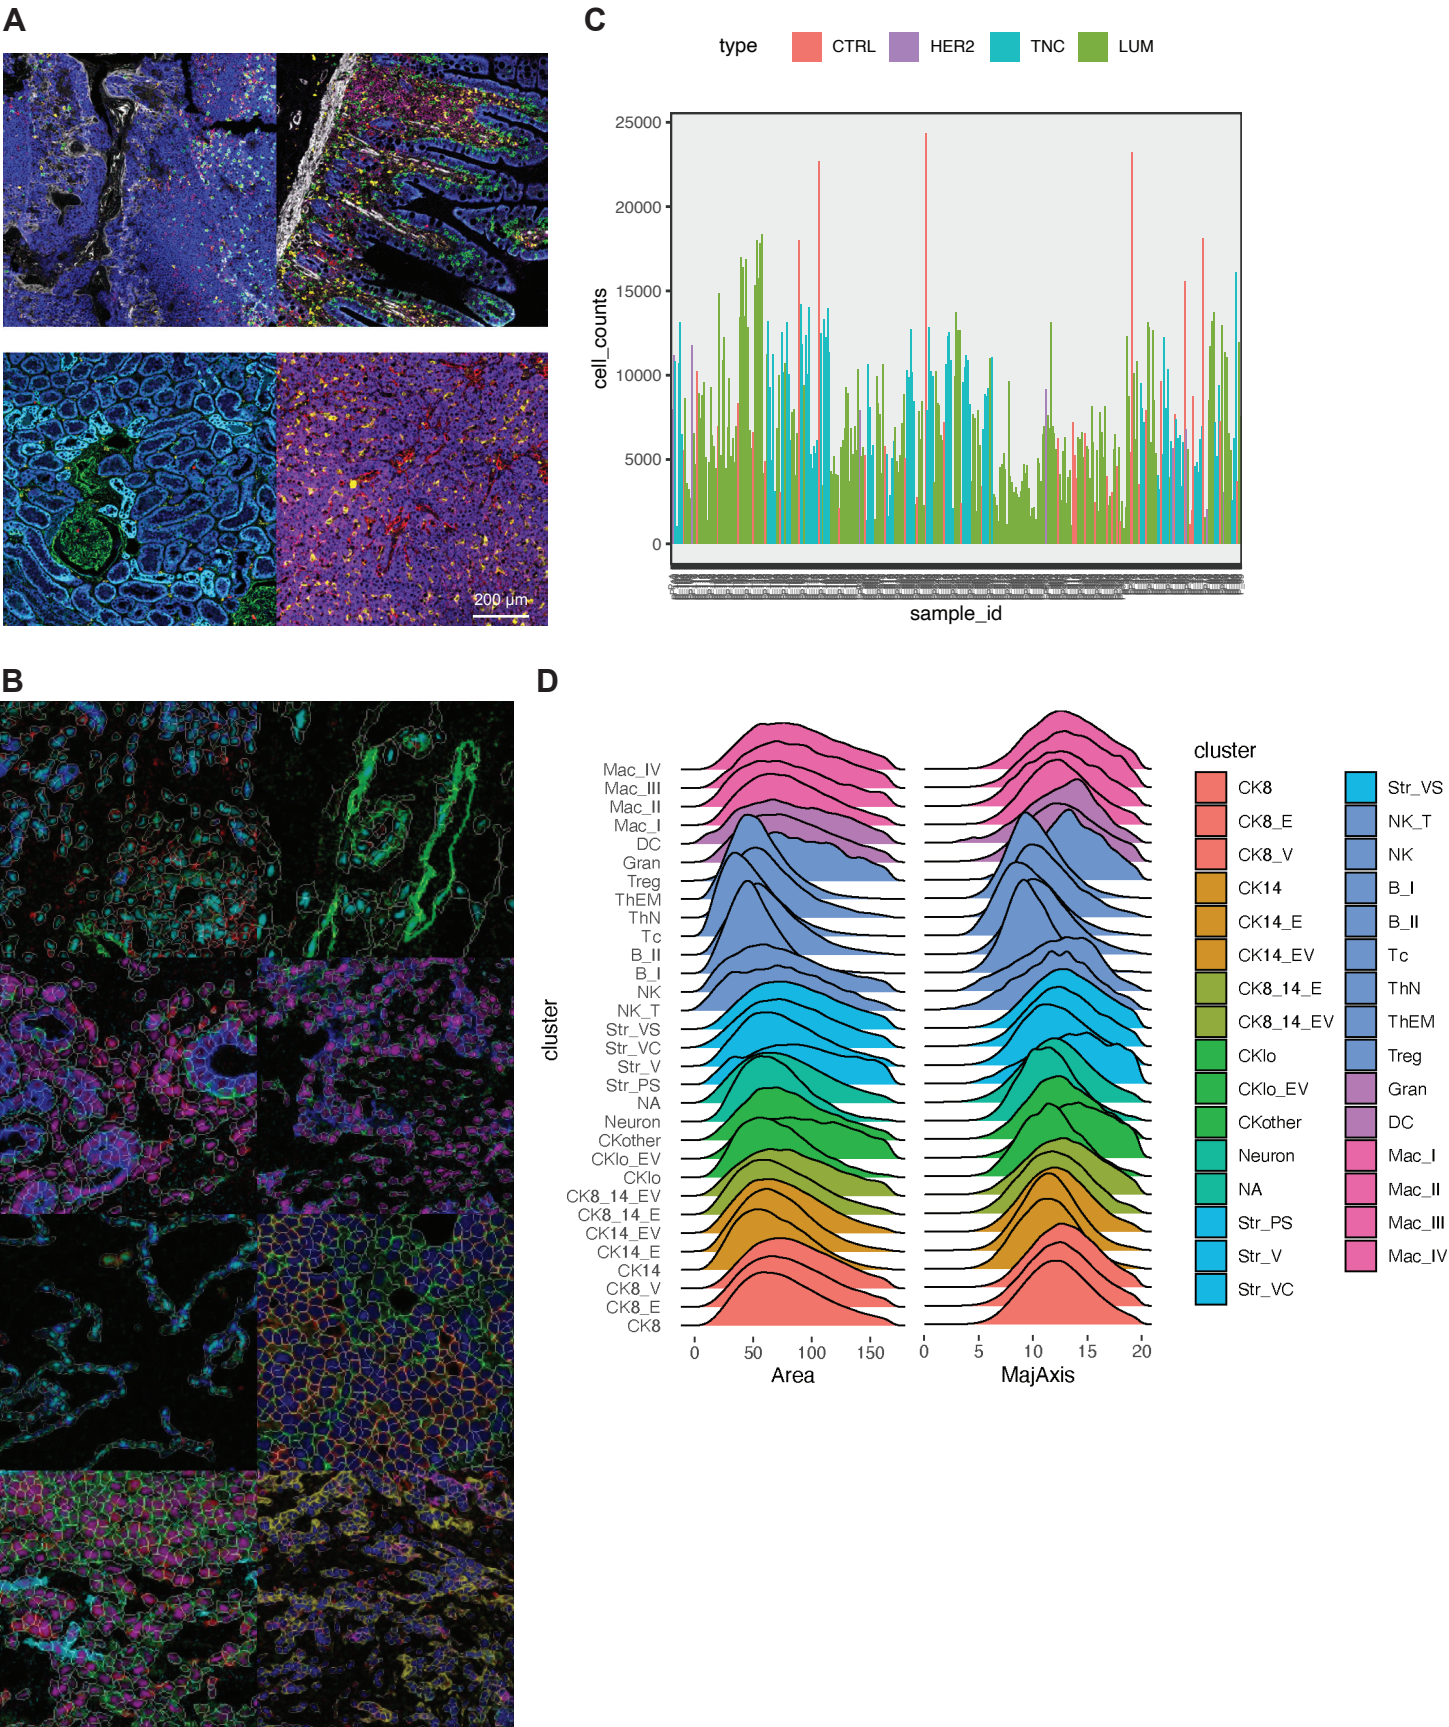 A
C
type
CTRL
HER2
TNC
LUM
25000
20000
15000
10000
5000
0
cell_counts
sample_id
200 µm
B
D
Mac_IV
Mac_III
Mac_II
Mac_I
DC
Gran
Treg
ThEM
ThN
Tc
B_II
B_I
NK
NK_T
Str_VS
Str_VC
Str_V
Str_PS
NA
Neuron
CKother
CKlo_EV
CKlo
CK8_14_EV
CK8_14_E
CK14_EV
CK14_E
CK14
CK8_V
CK8_E
CK8
cluster
0 50 100 150
Area
0 5 10 15 20
MajAxis
cluster
CK8
CK8_E
CK8_V
CK14
CK14_E
CK14_EV
CK8_14_E
CK8_14_EV
CKlo
CKlo_EV
CKother
Neuron
NA
Str_PS
Str_V
Str_VC
Str_VS
NK_T
NK
B_I
B_II
Tc
ThN
ThEM
Treg
Gran
DC
Mac_I
Mac_II
Mac_III
Mac_IV